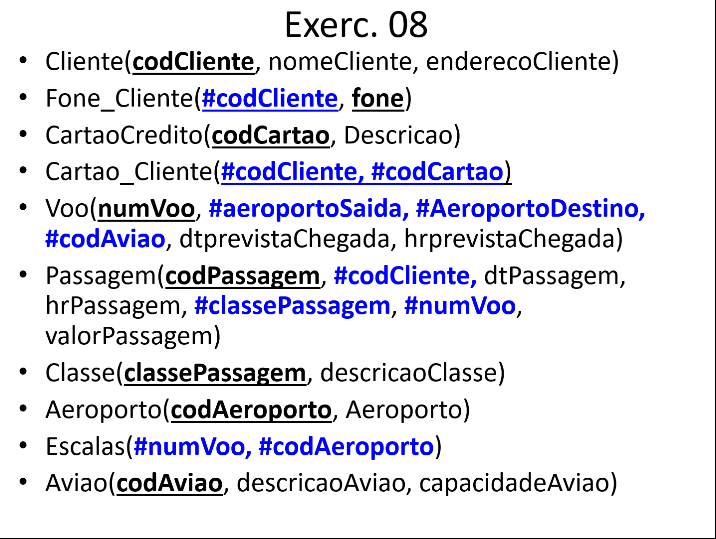 Exerc. 08
• Cliente(codCliente, nomeCliente, enderecoCliente)
• Fone_Cliente(#codCliente, fone)
• CartaoCredito(codCartao, Descricao)
• Cartao_Cliente(#codCliente, #codCartao)
• Voo(numVoo, #aeroportoSaida, #AeroportoDestino,
#codAviao, dtprevistaChegada, hrprevistaChegada)
• Passagem(codPassagem, #codCliente, dtPassagem,
hrPassagem, #classePassagem, #numVoo,
valorPassagem)
• Classe(classePassagem, descricaoClasse)
• Aeroporto(codAeroporto, Aeroporto)
• Escalas(#numVoo, #codAeroporto)
• Aviao(codAviao, descricaoAviao, capacidadeAviao)